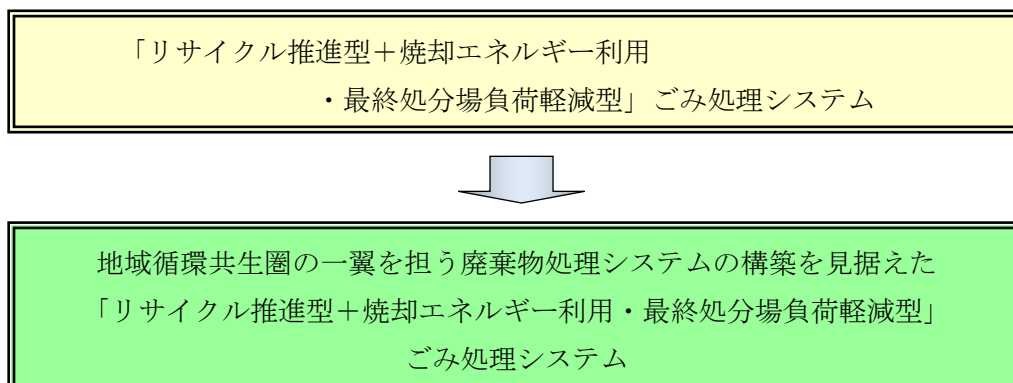 「リサイクル推進型＋焼却エネルギー利用
・最終処分場負荷軽減型」ごみ処理システム
地域循環共生圏の一翼を担う廃棄物処理システムの構築を見据えた
「リサイクル推進型＋焼却エネルギー利用・最終処分場負荷軽減型」
ごみ処理システム